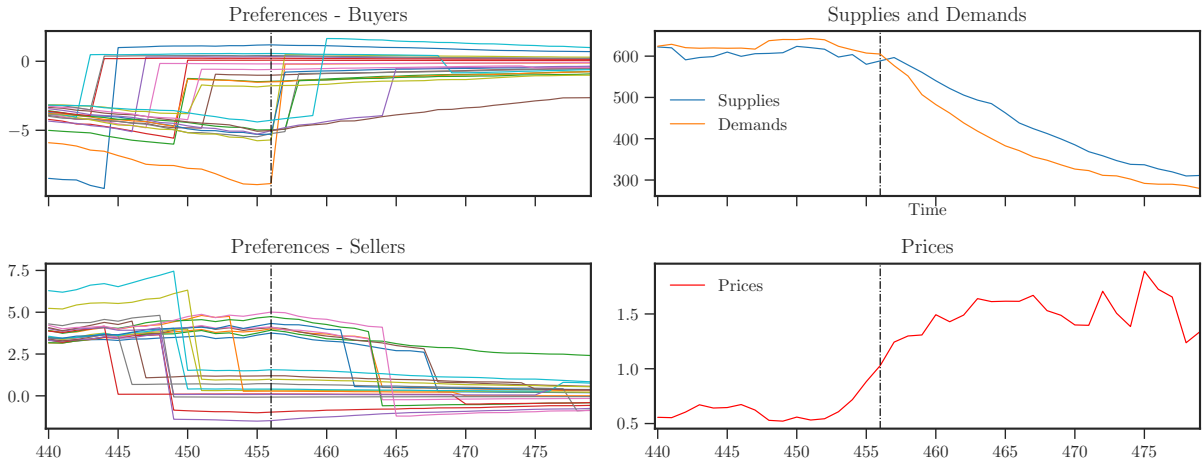 Preferences - Buyers
0
−5
Supplies and Demands
600
500
400
300
Supplies
Demands
Time
Preferences - Sellers
7.5
5.0
2.5
0.0
440 445 450 455 460 465 470 475
Prices
1.5
1.0
0.5
Prices
440 445 450 455 460 465 470 475